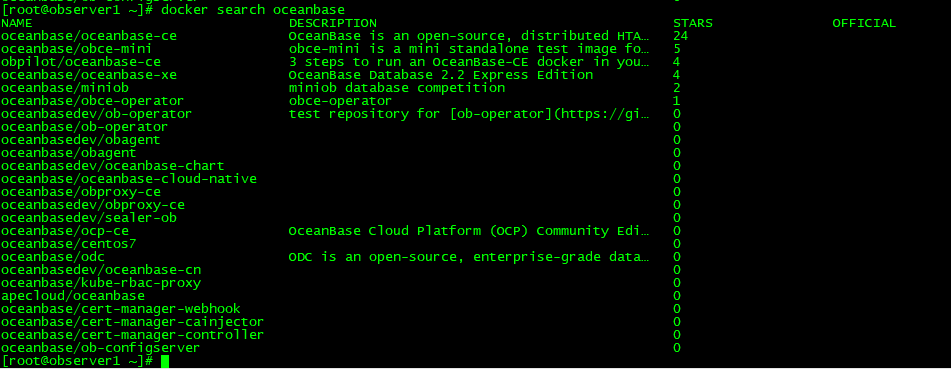 [root@observer1 ~]# docker search oceanbase
NAME DESCRIPTION STARS OFFICIAL
oceanbase/oceanbase-ce OceanBase is an open-source, distributed HTA… 24
oceanbase/obce-mini obce-mini is a mini standalone test image fo… 5
obpilot/oceanbase-ce 3 steps to run an OceanBase-CE docker in you… 4
oceanbase/oceanbase-xe OceanBase Database 2.2 Express Edition 4
oceanbase/miniob miniob database competition 2
oceanbase/obce-operator obce-operator 1
oceanbasedev/ob-operator test repository for [ob-operator](https://gi… 0
oceanbase/ob-operator 0
oceanbasedev/obagent 0
oceanbase/obagent 0
oceanbasedev/oceanbase-chart 0
oceanbase/oceanbase-cloud-native 0
oceanbase/obproxy-ce 0
oceanbasedev/obproxy-ce 0
oceanbasedev/sealer-ob 0
oceanbase/ocp-ce OceanBase Cloud Platform (OCP) Community Edi… 0
oceanbase/centos7 0
oceanbase/odc ODC is an open-source, enterprise-grade data… 0
oceanbasedev/oceanbase-cn 0
oceanbase/kube-rbac-proxy 0
apecloud/oceanbase 0
oceanbase/cert-manager-webhook 0
oceanbase/cert-manager-cainjector 0
oceanbase/cert-manager-controller 0
oceanbase/ob-configserver 0
[root@observer1 ~]#